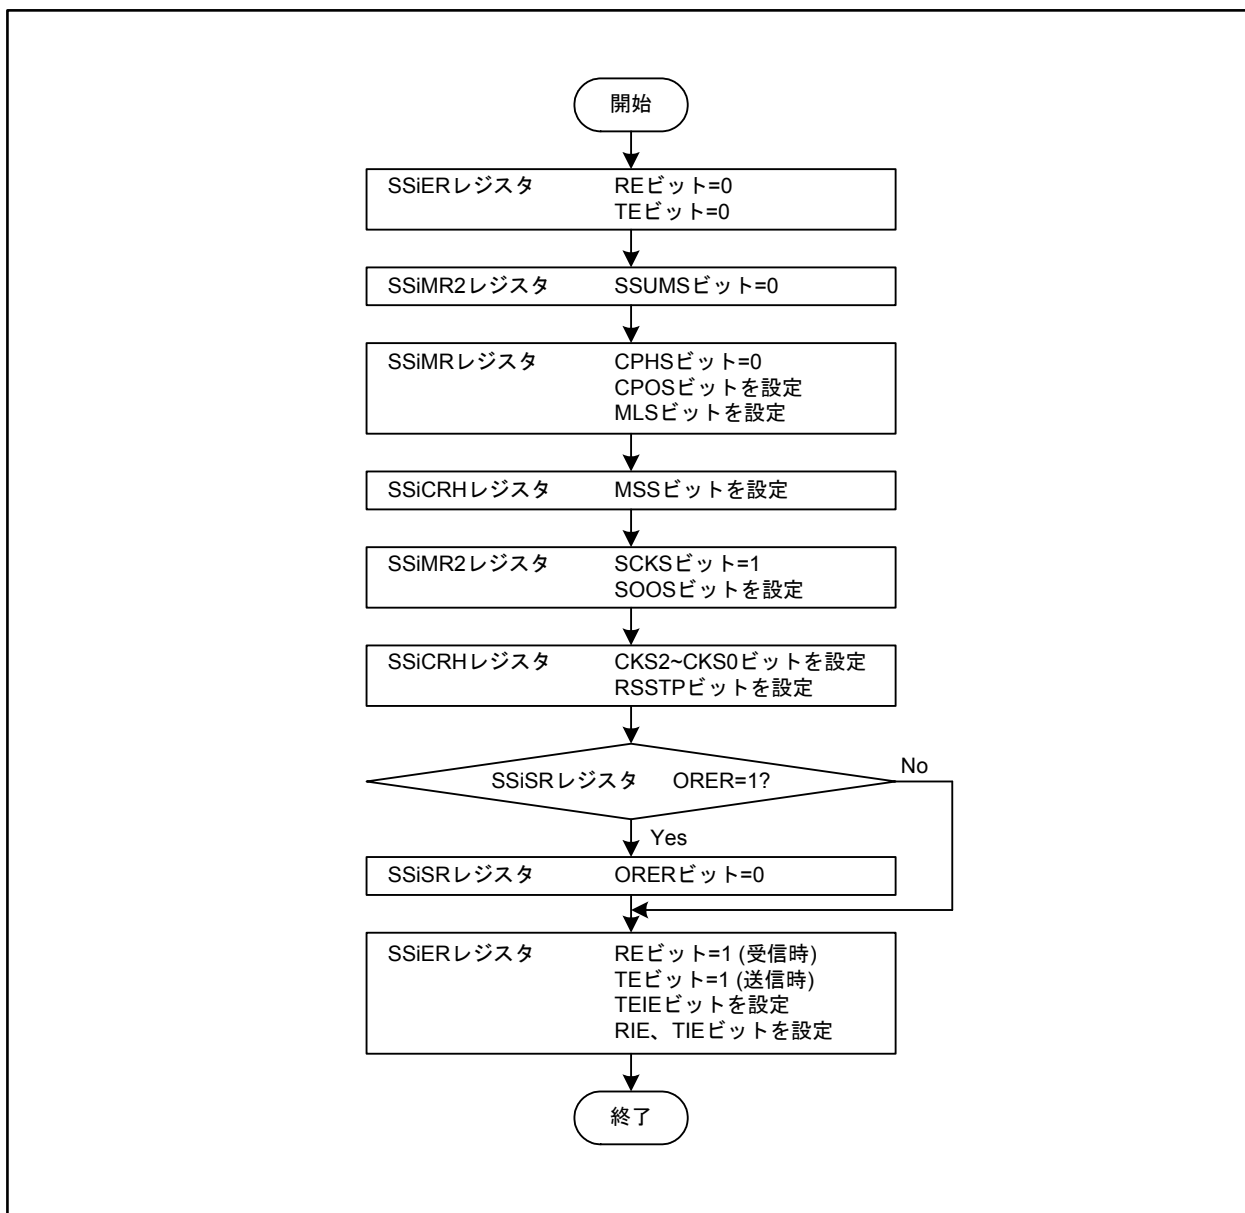 開始
SSiERレジスタ REビット=0
TEビット=0
SSiMR2レジスタ SSUMSビット=0
SSiMRレジスタ CPHSビット=0
CPOSビットを設定
MLSビットを設定
SSiCRHレジスタ MSSビットを設定
SSiMR2レジスタ SCKSビット=1
SOOSビットを設定
SSiCRHレジスタ CKS2~CKS0ビットを設定
RSSTPビットを設定
SSiSRレジスタ ORER=1?
No
Yes
SSiSRレジスタ ORERビット=0
SSiERレジスタ REビット=1 (受信時)
TEビット=1 (送信時)
TEIEビットを設定
RIE、TIEビットを設定
終了